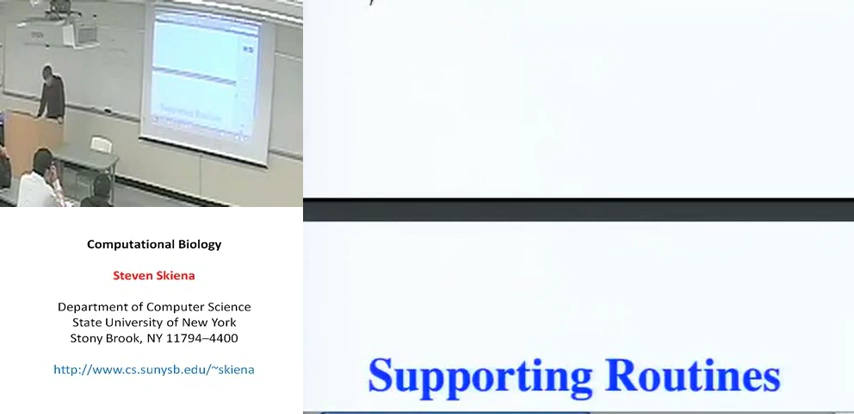 Computational Biology
Steven Skiena
Department of Computer Science
State University of New York
Stony Brook, NY 11794–4400
http://www.cs.sunysb.edu/~skiena
Supporting Routines